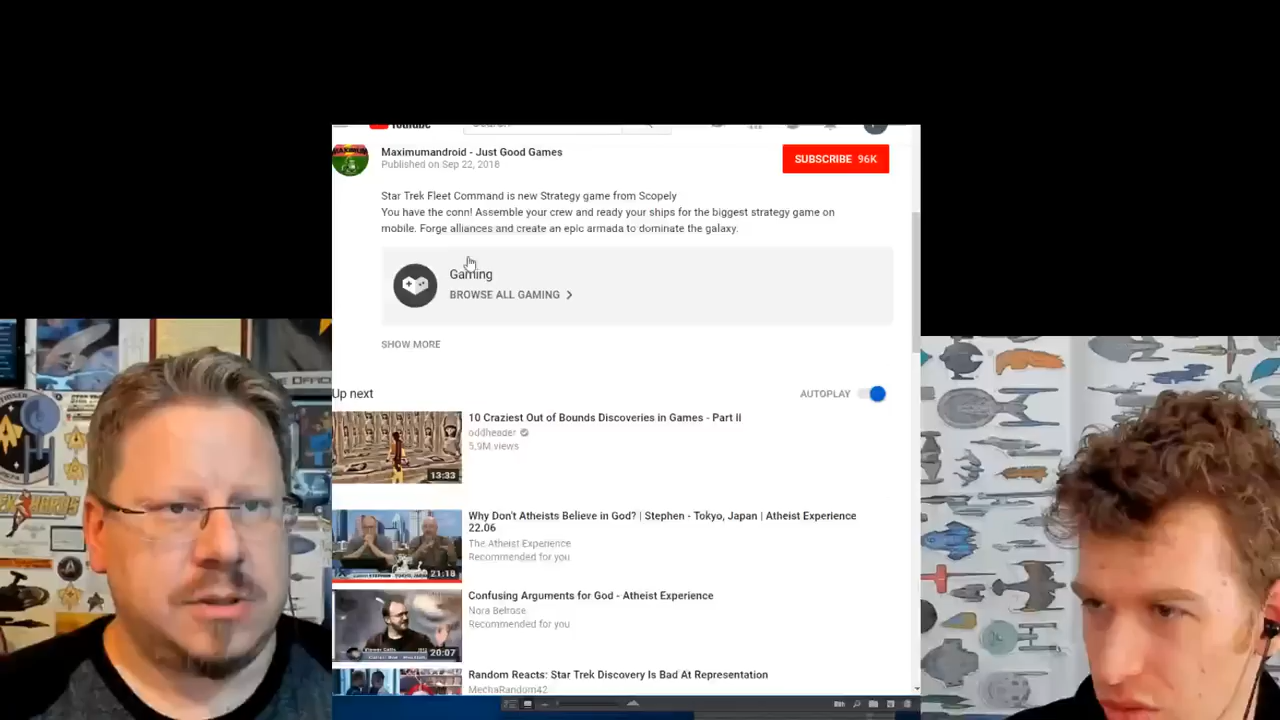 YouTube
Maximumandroid - Just Good Games
Published on Sep 22, 2018
SUBSCRIBE 96K
Star Trek Fleet Command is new Strategy game from Scopely
You have the conn! Assemble your crew and ready your ships for the biggest strategy game on
mobile. Forge alliances and create an epic armada to dominate the galaxy.
Gaming
BROWSE ALL GAMING
SHOW MORE
Up next
AUTOPLAY
10 Craziest Out of Bounds Discoveries in Games - Part II
oddheader
5.9M views
13:33
Why Don't Atheists Believe in God? | Stephen - Tokyo, Japan | Atheist Experience
22.06
The Atheist Experience
Recommended for you
21:18
Confusing Arguments for God - Atheist Experience
Nora Belrose
Recommended for you
20:07
Random Reacts: Star Trek Discovery Is Bad At Representation
MechaRandom42